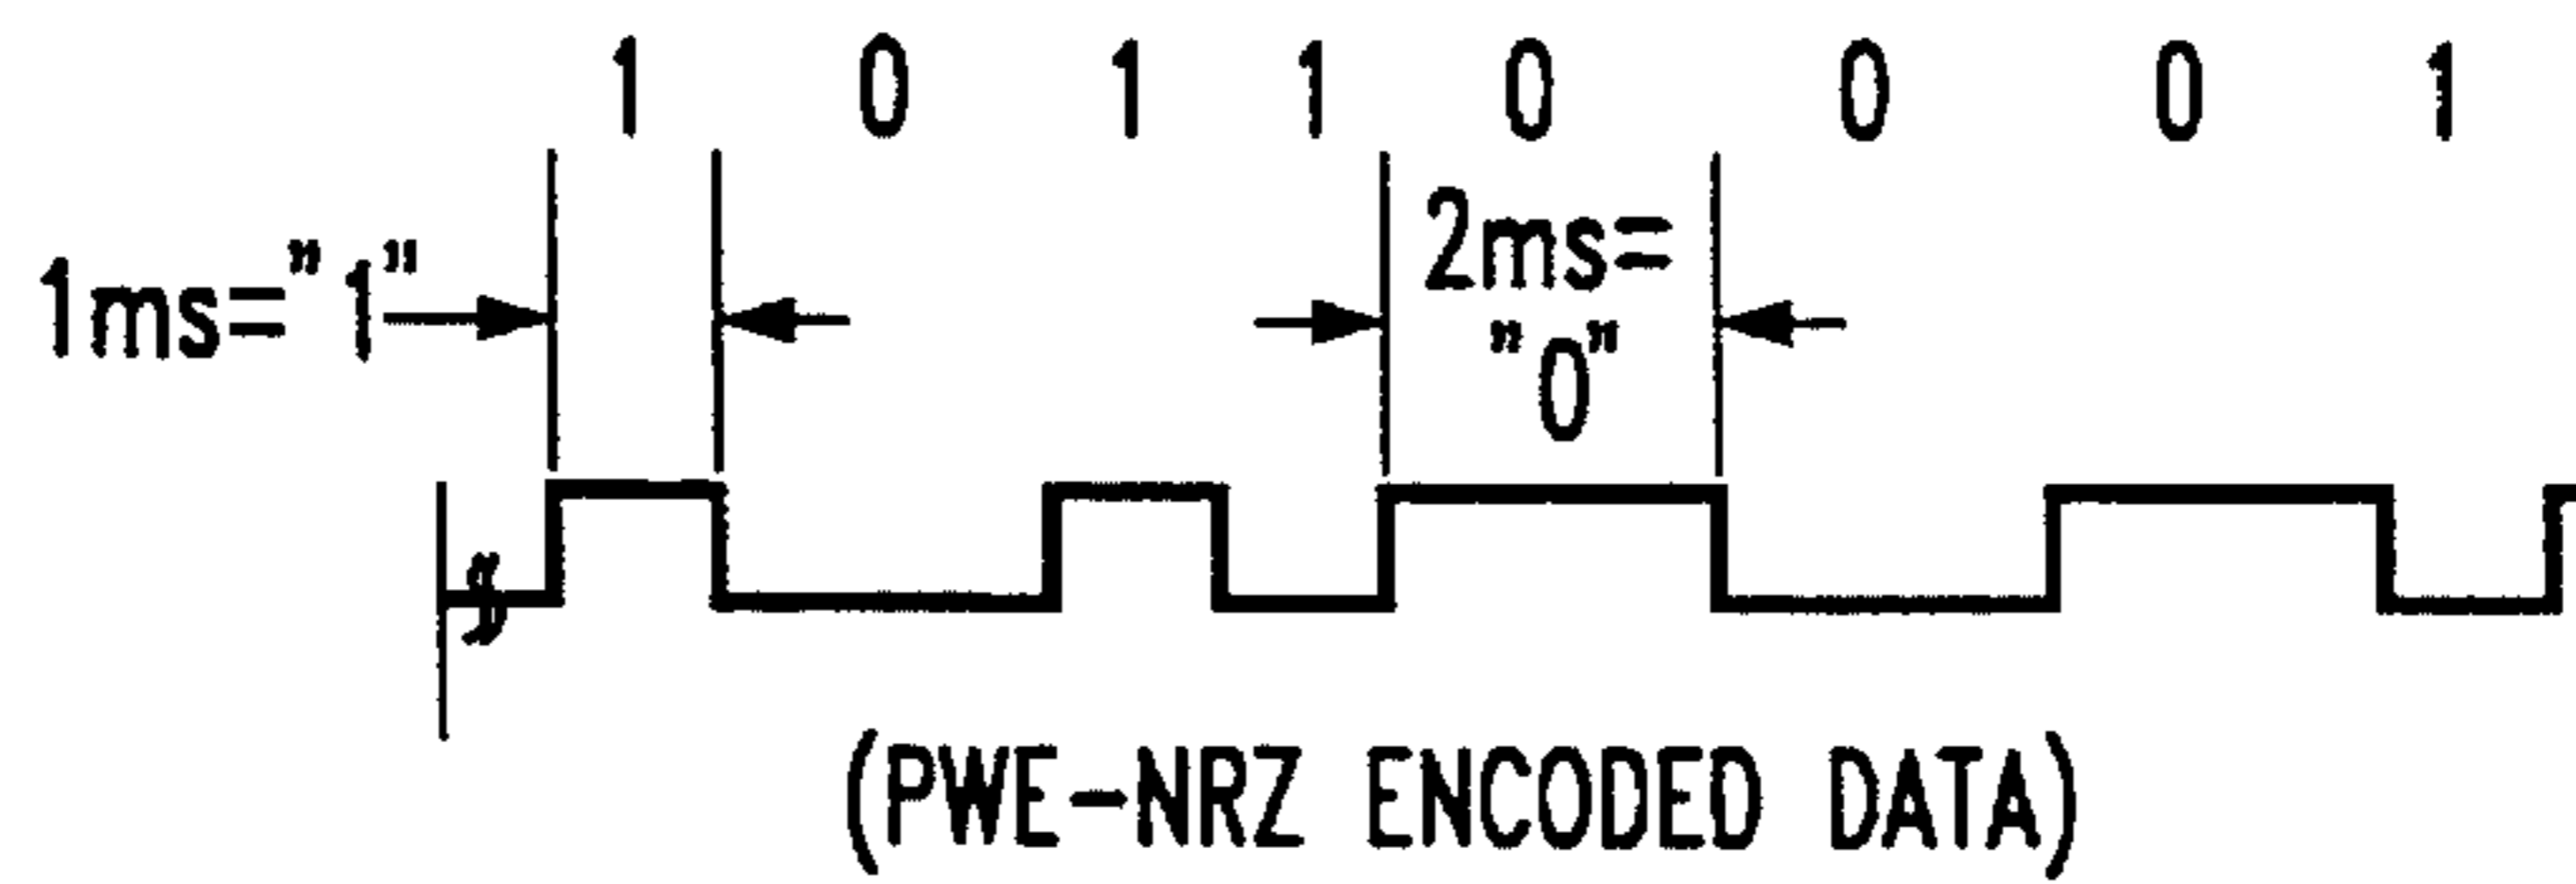 1 0 1 1 0 0 0 1
2ms=
1ms="1"
"0"
(PWE-NRZ ENCODED DATA)